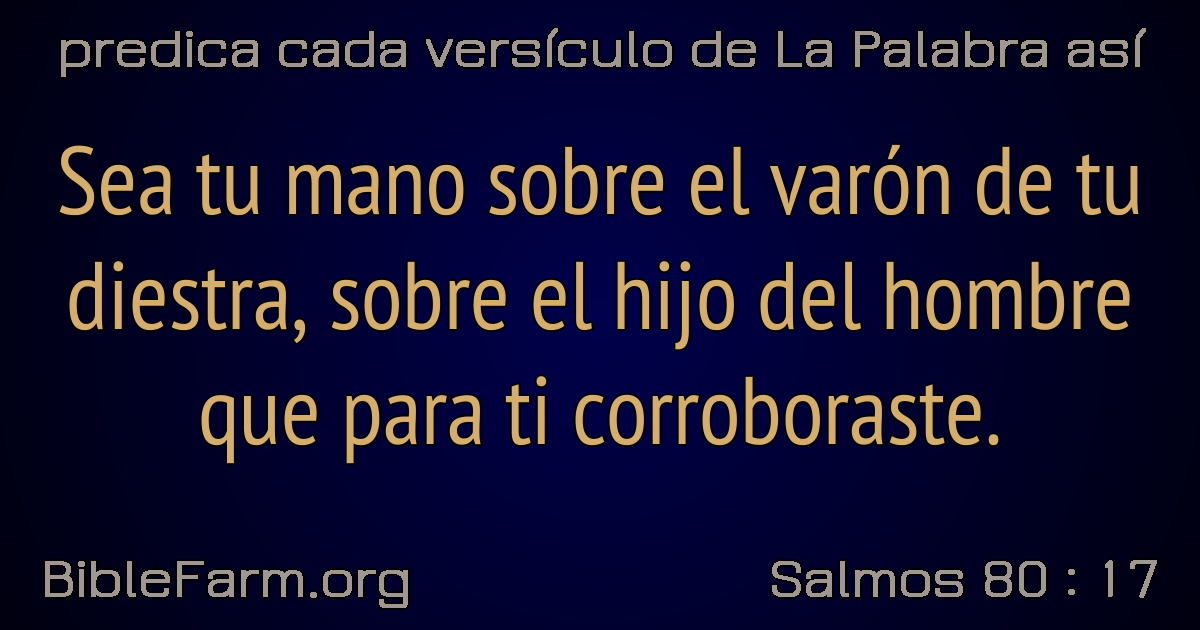 predica cada versículo de La Palabra así
Sea tu mano sobre el varón de tu
diestra, sobre el hijo del hombre
que para ti corroboraste.
BibleFarm.org
Salmos 80 : 17